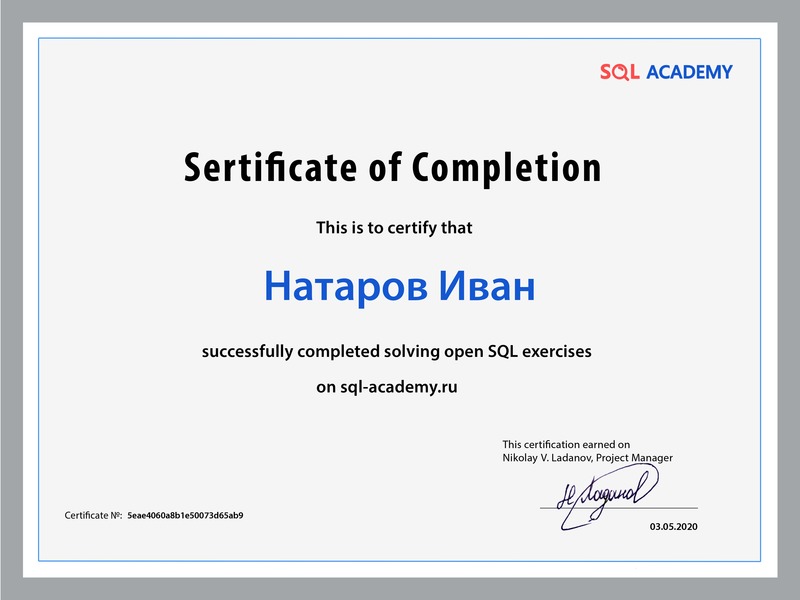 SQL ACADEMY
Sertificate of Completion
This is to certify that
Натаров Иван
successfully completed solving open SQL exercises
on sql-academy.ru
This certification earned on
Nikolay V. Ladanov, Project Manager
Н. Ладанов
Certificate №: 5eae4060a8b1e50073d65ab9
03.05.2020